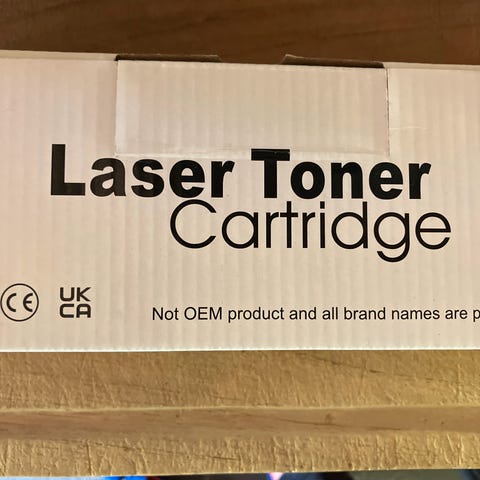 Laser Toner
Cartridge
CE
UK
CA
Not OEM product and all brand names are p